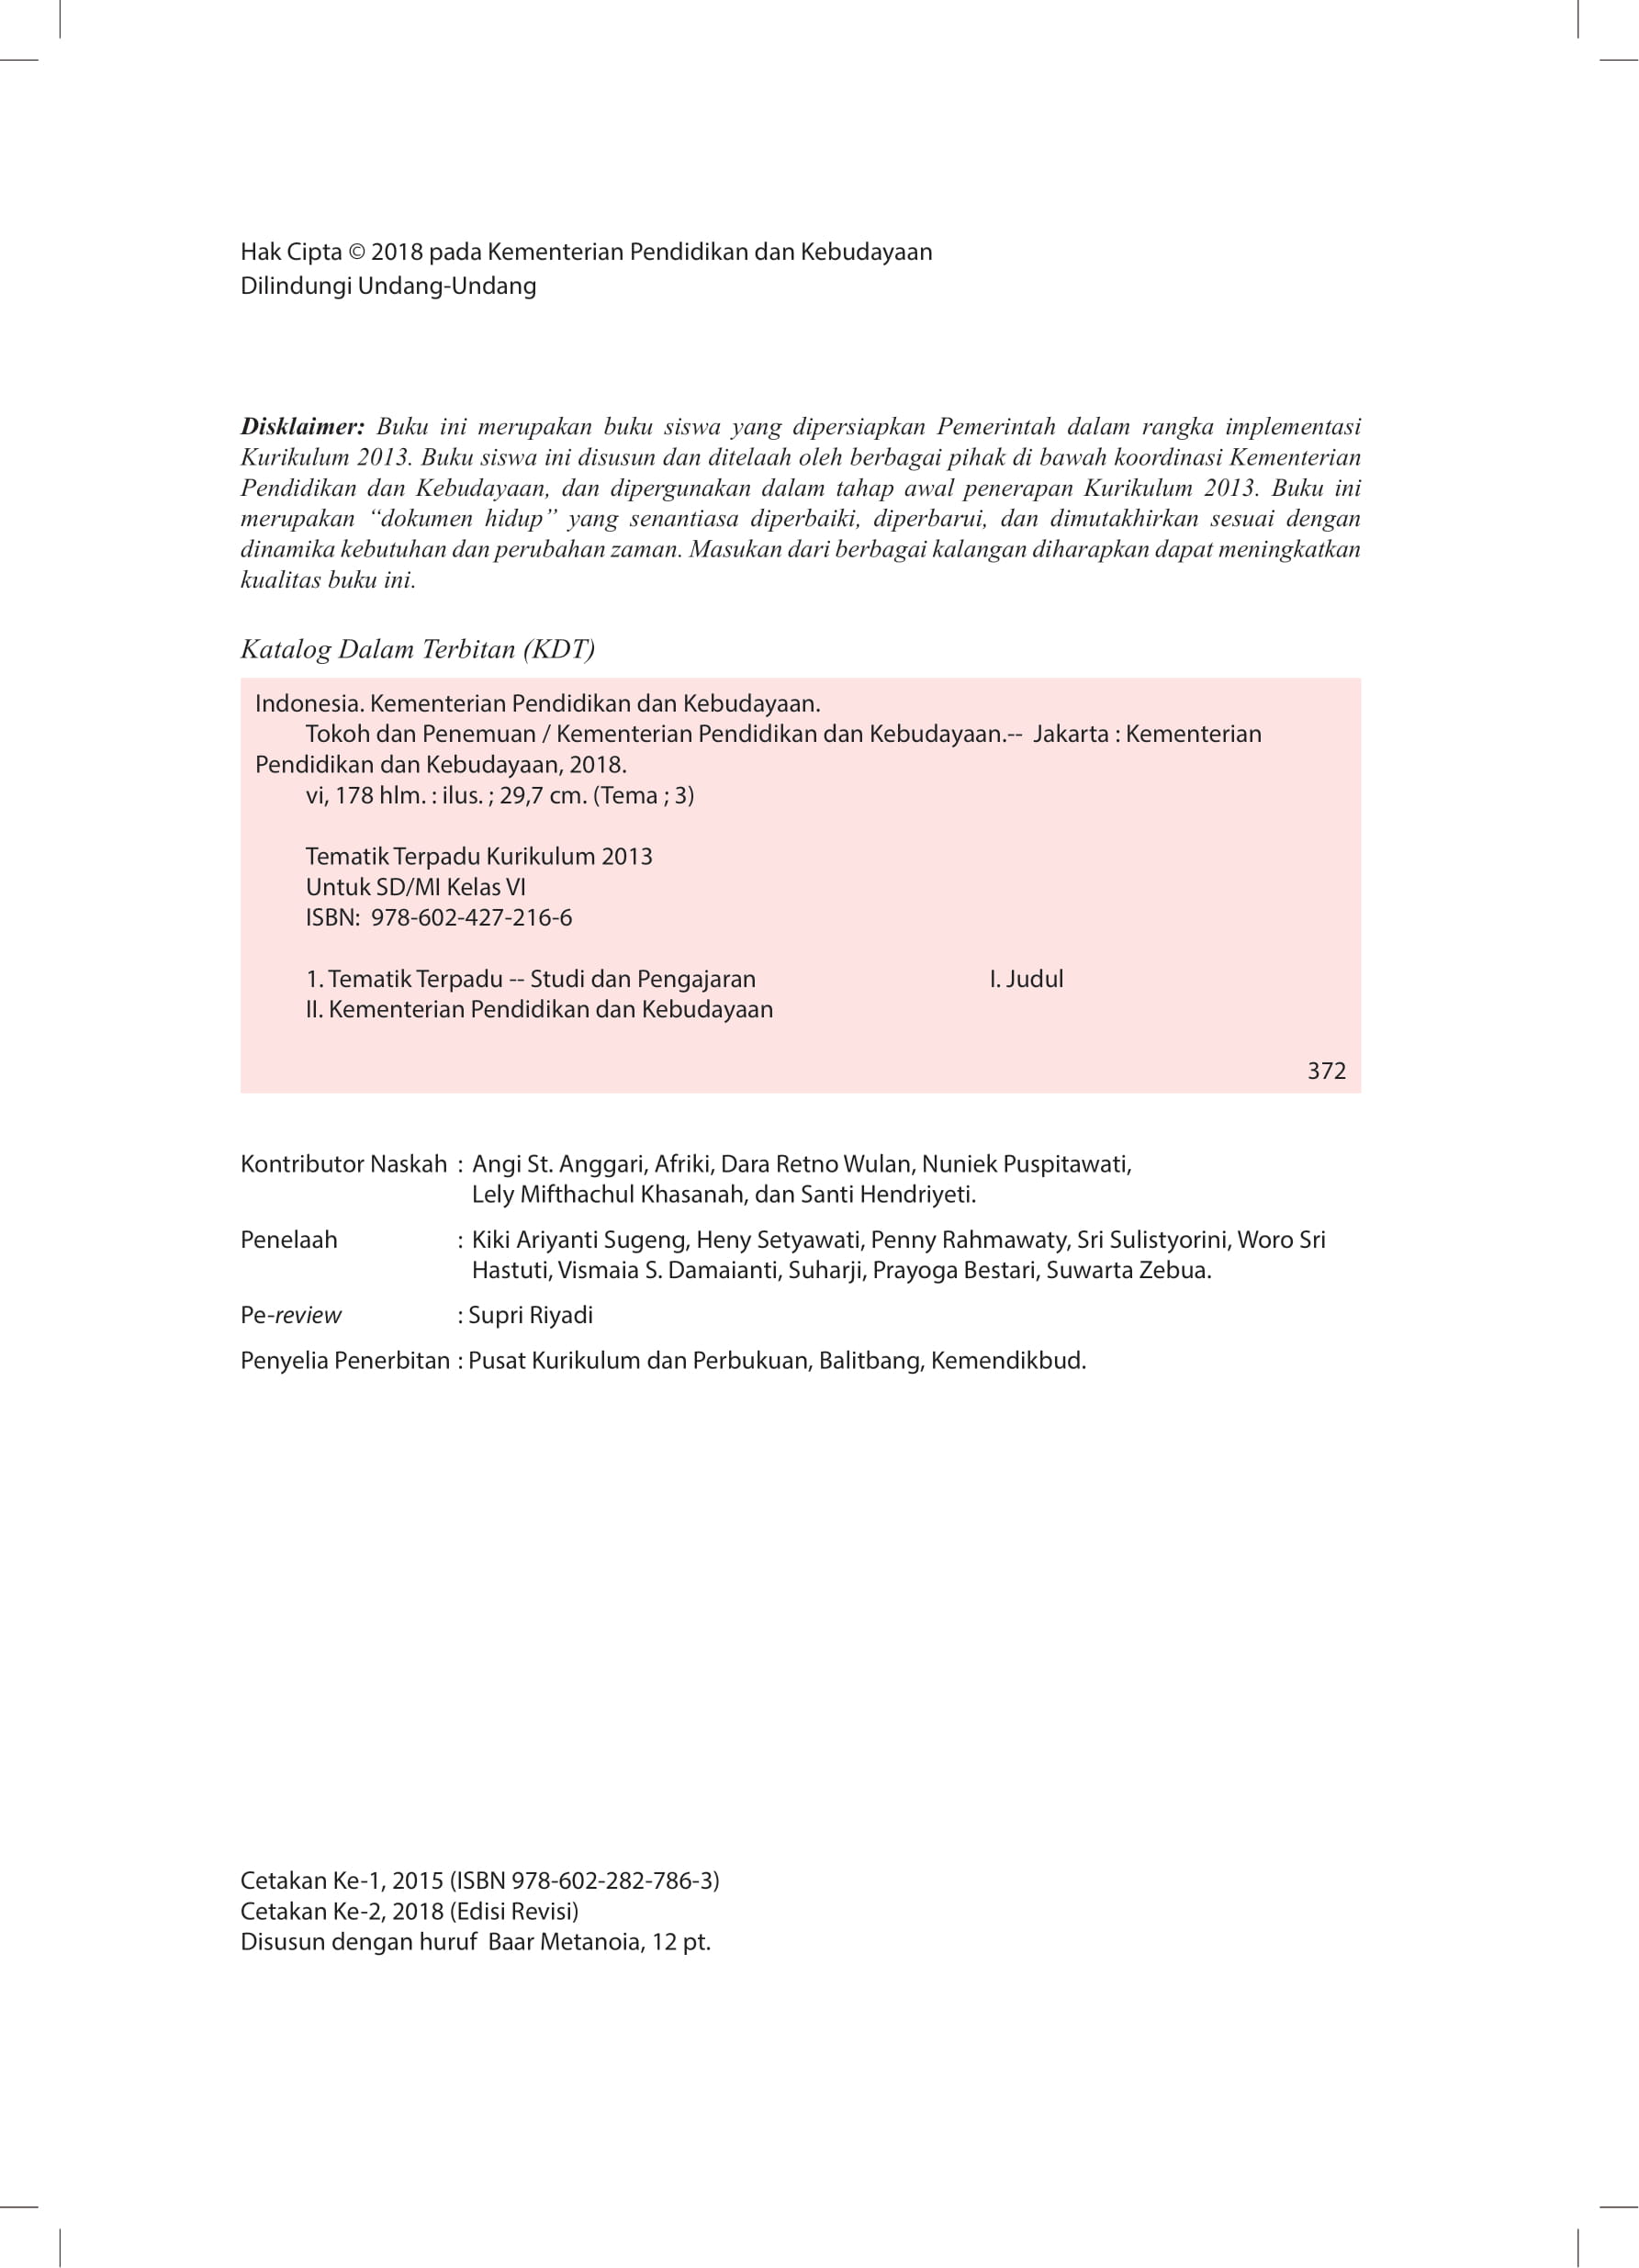 Hak Cipta © 2018 pada Kementerian Pendidikan dan Kebudayaan
Dilindungi Undang-Undang
Disklaimer: Buku ini merupakan buku siswa yang dipersiapkan Pemerintah dalam rangka implementasi
Kurikulum 2013. Buku siswa ini disusun dan ditelaah oleh berbagai pihak di bawah koordinasi Kementerian
Pendidikan dan Kebudayaan, dan dipergunakan dalam tahap awal penerapan Kurikulum 2013. Buku ini
merupakan “dokumen hidup” yang senantiasa diperbaiki, diperbarui, dan dimutakhirkan sesuai dengan
dinamika kebutuhan dan perubahan zaman. Masukan dari berbagai kalangan diharapkan dapat meningkatkan
kualitas buku ini.
Katalog Dalam Terbitan (KDT)
Indonesia. Kementerian Pendidikan dan Kebudayaan.
Tokoh dan Penemuan / Kementerian Pendidikan dan Kebudayaan.-- Jakarta : Kementerian
Pendidikan dan Kebudayaan, 2018.
vi, 178 hlm. : ilus. ; 29,7 cm. (Tema ; 3)
Tematik Terpadu Kurikulum 2013
Untuk SD/MI Kelas VI
ISBN: 978-602-427-216-6
1. Tematik Terpadu -- Studi dan Pengajaran I. Judul
II. Kementerian Pendidikan dan Kebudayaan
372
Kontributor Naskah : Angi St. Anggari, Afriki, Dara Retno Wulan, Nuniek Puspitawati,
Lely Mifthachul Khasanah, dan Santi Hendriyeti.
Penelaah : Kiki Ariyanti Sugeng, Heny Setyawati, Penny Rahmawaty, Sri Sulistyorini, Woro Sri
Hastuti, Vismaia S. Damaianti, Suharji, Prayoga Bestari, Suwarta Zebua.
Pe-review : Supri Riyadi
Penyelia Penerbitan : Pusat Kurikulum dan Perbukuan, Balitbang, Kemendikbud.
Cetakan Ke-1, 2015 (ISBN 978-602-282-786-3)
Cetakan Ke-2, 2018 (Edisi Revisi)
Disusun dengan huruf Baar Metanoia, 12 pt.